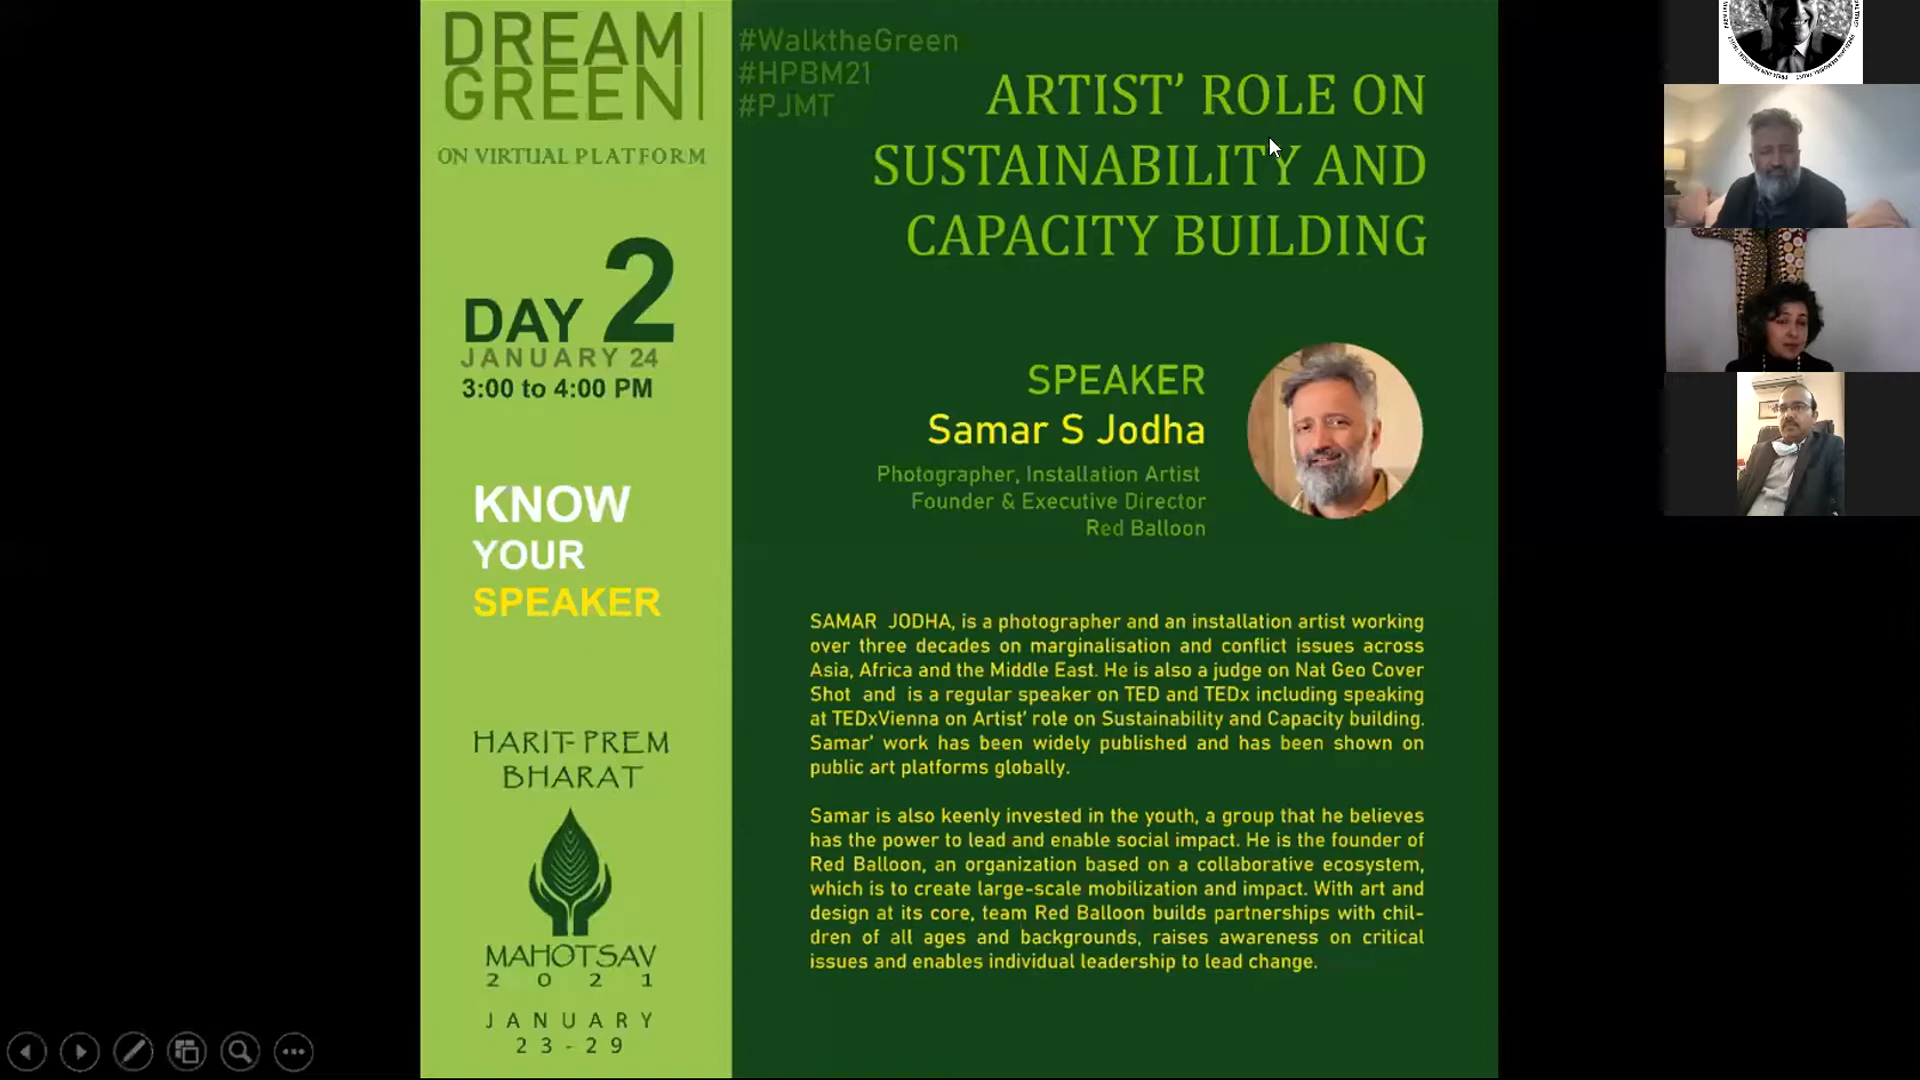 DREAM
GREEN
ON VIRTUAL PLATFORM
DAY 2
JANUARY 24
3:00 to 4:00 PM
KNOW
YOUR
SPEAKER
HARIT-PREM
BHARAT
MAHOTSAV
2021
JANUARY
23-29
#WalktheGreen
#HPBM21
#PJMT
ARTIST’ ROLE ON
SUSTAINABILITY AND
CAPACITY BUILDING
SPEAKER
Samar S Jodha
Photographer, Installation Artist
Founder & Executive Director
Red Balloon
SAMAR JODHA, is a photographer and an installation artist working
over three decades on marginalisation and conflict issues across
Asia, Africa and the Middle East. He is also a judge on Nat Geo Cover
Shot and is a regular speaker on TED and TEDx including speaking
at TEDxVienna on Artist’ role on Sustainability and Capacity building.
Samar’ work has been widely published and has been shown on
public art platforms globally.
Samar is also keenly invested in the youth, a group that he believes
has the power to lead and enable social impact. He is the founder of
Red Balloon, an organization based on a collaborative ecosystem,
which is to create large-scale mobilization and impact. With art and
design at its core, team Red Balloon builds partnerships with chil-
dren of all ages and backgrounds, raises awareness on critical
issues and enables individual leadership to lead change.